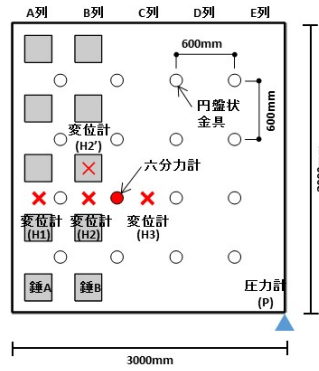 A列 B列 C列 D列 E列
600mm
円盤状
金具
600mm
変位計
(H2')
六分力計
変位計
(H1)
変位計
(H2)
変位計
(H3)
錘A
錘B
圧力計
(P)
3000mm